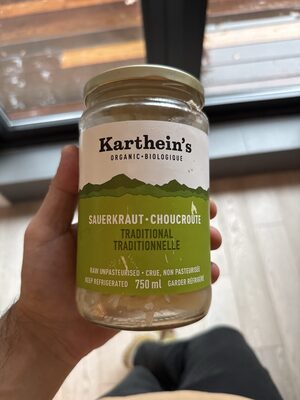 Karthein's
ORGANIC • BIOLOGIQUE
SAUERKRAUT • CHOUCROUTE
TRADITIONAL
TRADITIONNELLE
RAW UNPASTEURISED • CRUE, NON PASTEURISÉE
KEEP REFRIGERATED 750 ml GARDER RÉFRIGÉRÉ